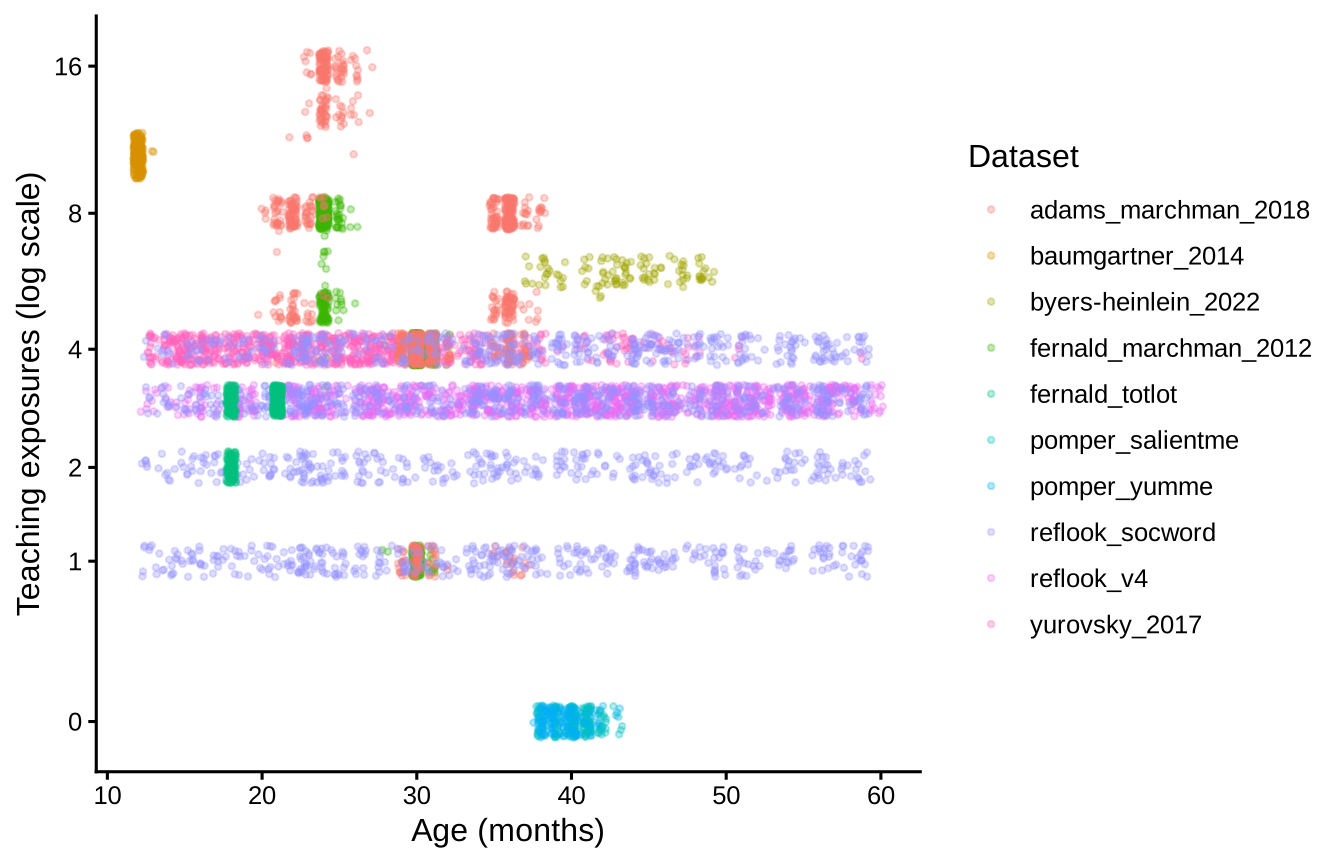 Teaching exposures (log scale)
16
8
4
2
1
0
10 20 30 40 50 60
Age (months)
Dataset
adams_marchman_2018
baumgartner_2014
byers-heinlein_2022
fernald_marchman_2012
fernald_totlot
pomper_salientme
pomper_yumme
reflook_socword
reflook_v4
yurovsky_2017